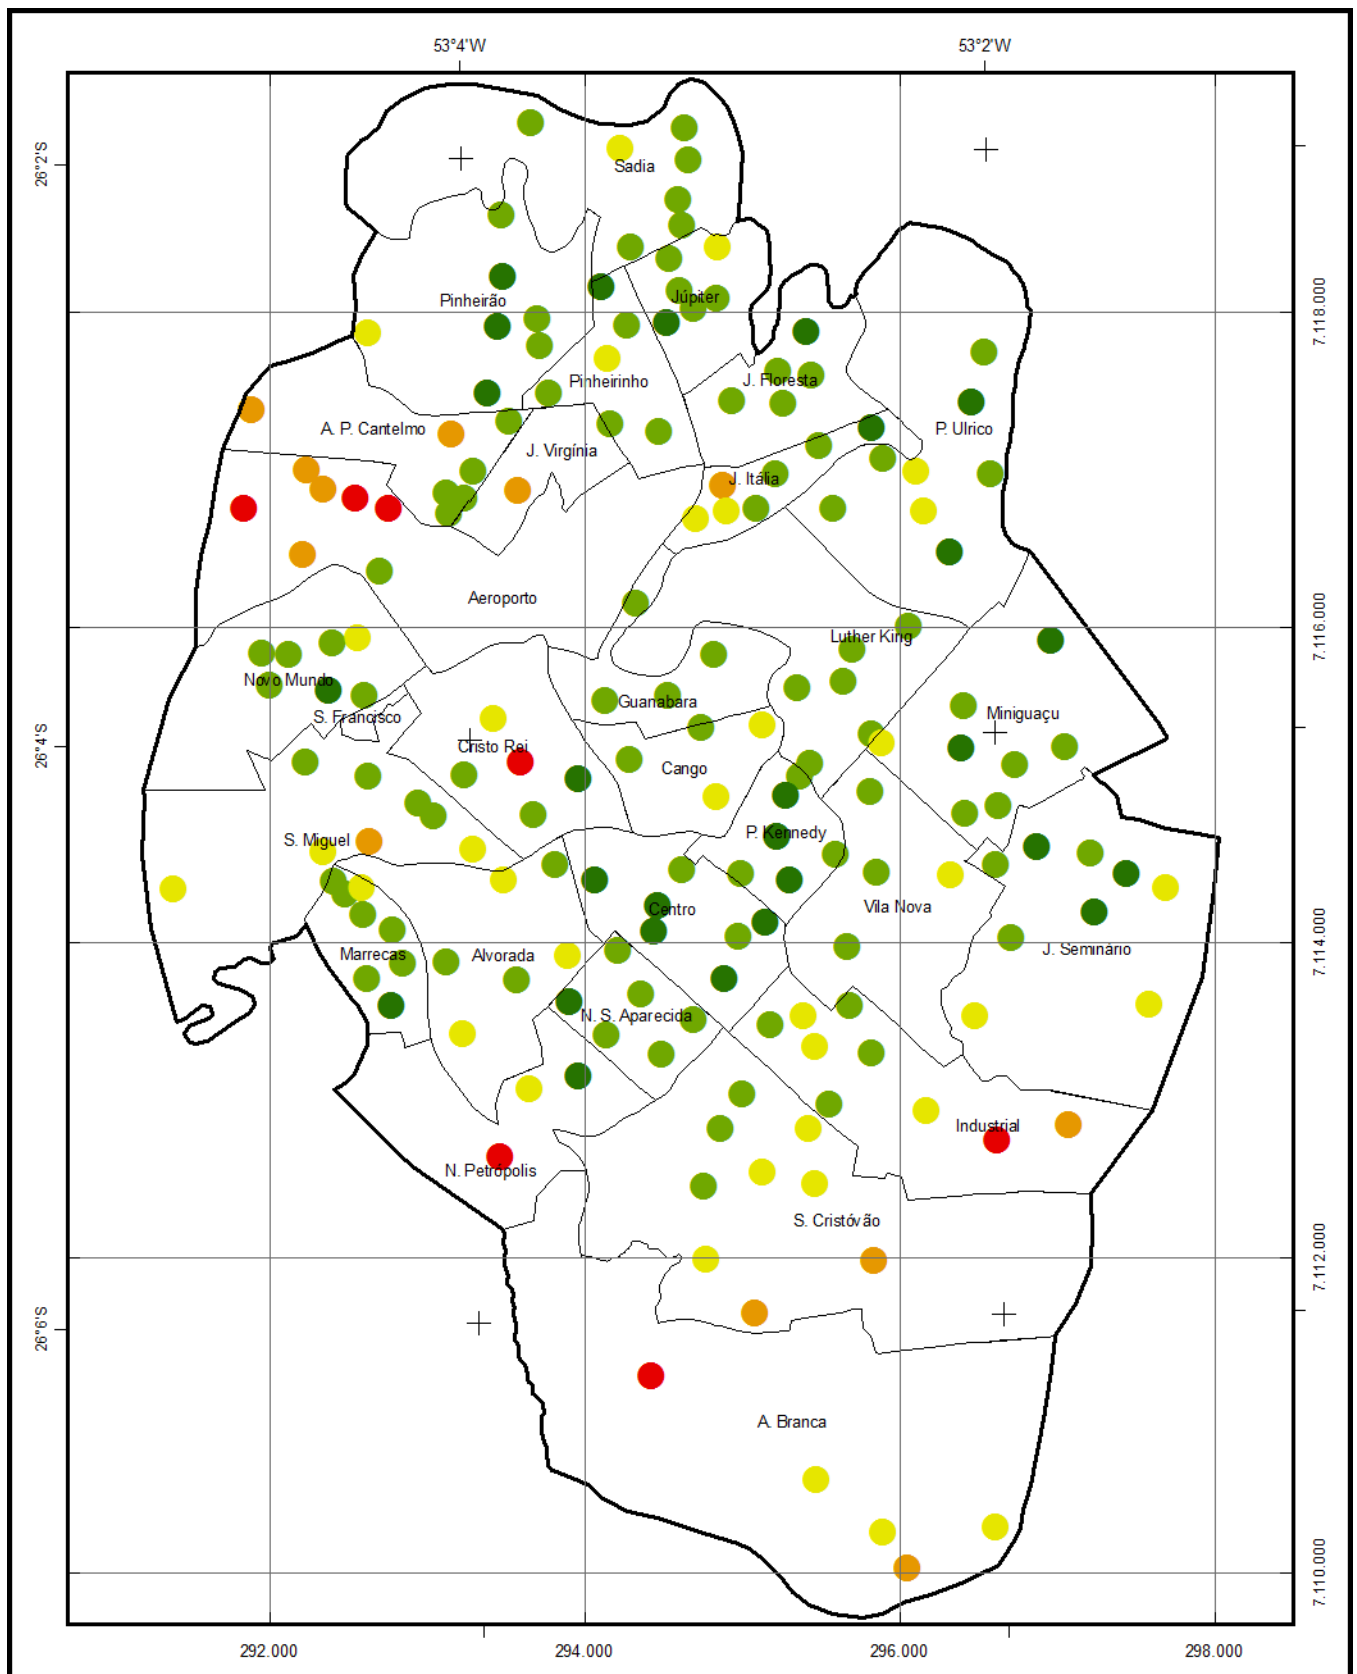 53°4'W
53°2'W
26°2'S
Sadia
Pinheirão
Júpiter
7.118.000
Pinheirinho
J. Floresta
A. P. Cantelmo
P. Ulrico
J. Virgínia
J. Itália
Aeroporto
7.116.000
Luther King
Novo Mundo
Guanabara
S. Francisco
Miniguaçu
26°4'S
Cristo Rei
Cango
P. Kennedy
S. Miguel
Vila Nova
Centro
7.114.000
Marrecas
Alvorada
J. Seminário
N. S. Aparecida
Industrial
N. Petrópolis
S. Cristóvão
7.112.000
26°6'S
A. Branca
7.110.000
292.000
294.000
296.000
298.000